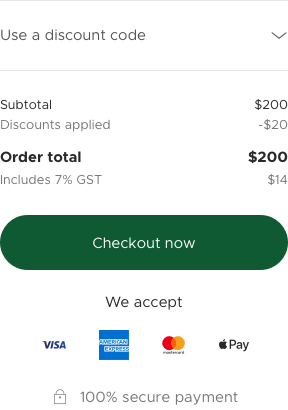 Use a discount code
Subtotal $200
Discounts applied -$20
Order total $200
Includes 7% GST $14
Checkout now
We accept
VISA AMERICAN EXPRESS mastercard Pay
100% secure payment